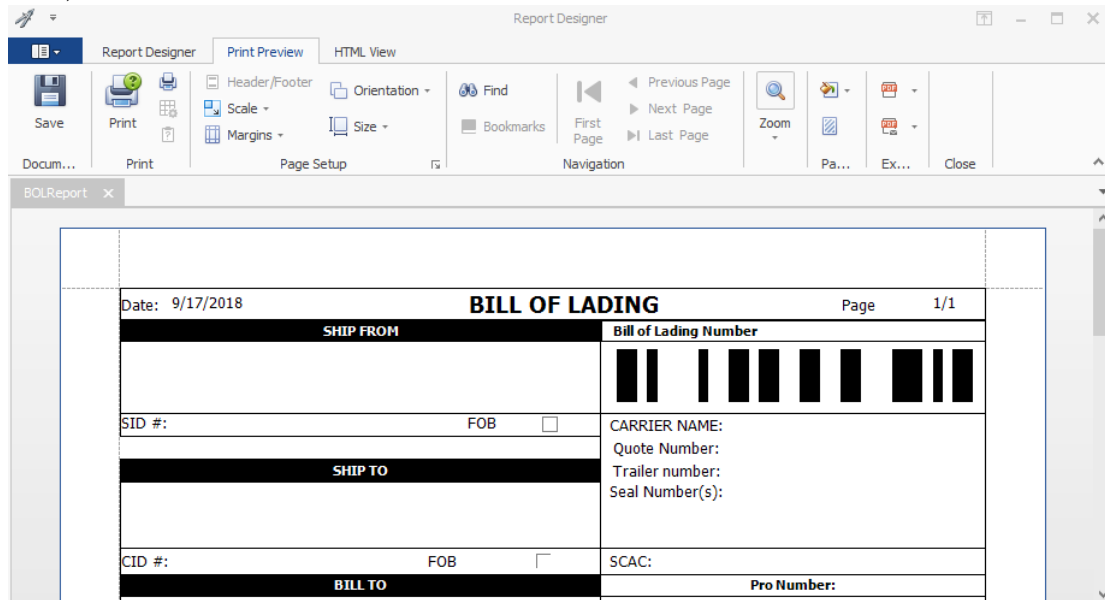 Report Designer
Report Designer Print Preview HTML View
Save
Print
Header/Footer
Scale
Margins
Orientation
Size
Find
Bookmarks
First Page
Previous Page
Next Page
Last Page
Zoom
PDF
PDF
Docum... Print Page Setup Navigation Pa... Ex... Close
BOLReport
Date: 9/17/2018 BILL OF LADING Page 1/1
SHIP FROM Bill of Lading Number
SID #: FOB CARRIER NAME:
Quote Number:
SHIP TO Trailer number:
Seal Number(s):
CID #: FOB SCAC:
BILL TO Pro Number: